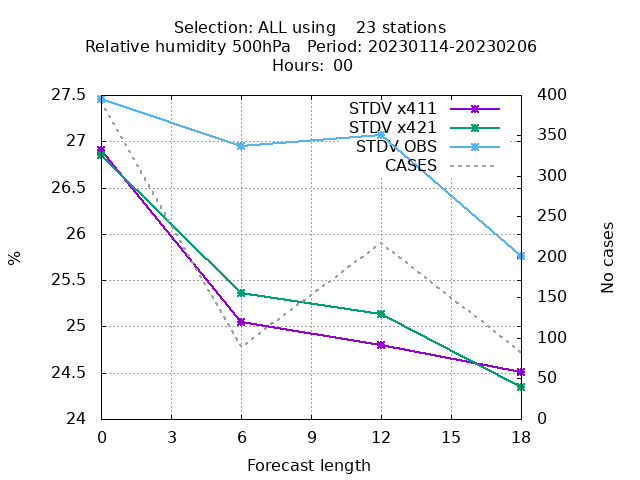 Selection: ALL using    23 stations
Relative humidity 500hPa   Period: 20230114-20230206
Hours:  00
27.5
27
26.5
26
25.5
25
24.5
24
%
STDV x411
STDV x421
STDV OBS
CASES
400
350
300
250
200
150
100
50
0
No cases
0 3 6 9 12 15 18
Forecast length